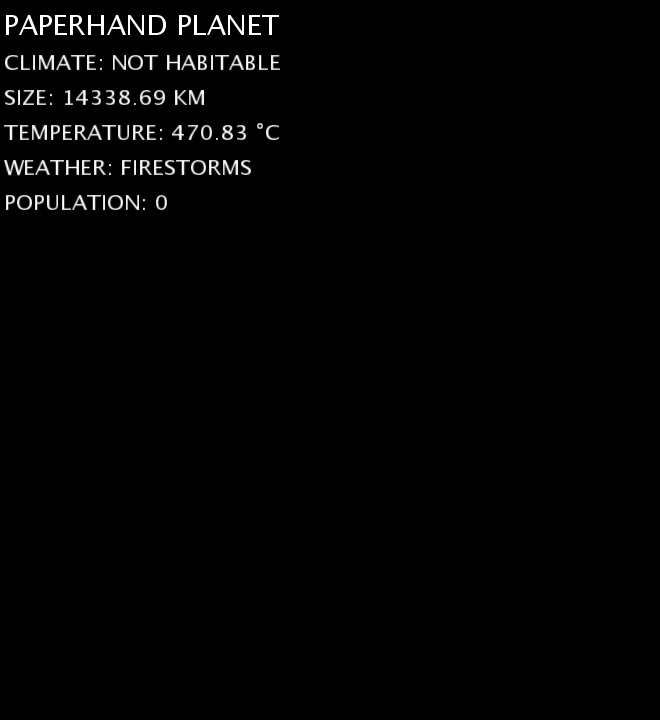 PAPERHAND PLANET
CLIMATE: NOT HABITABLE
SIZE: 14338.69 KM
TEMPERATURE: 470.83 °C
WEATHER: FIRESTORMS
POPULATION: 0